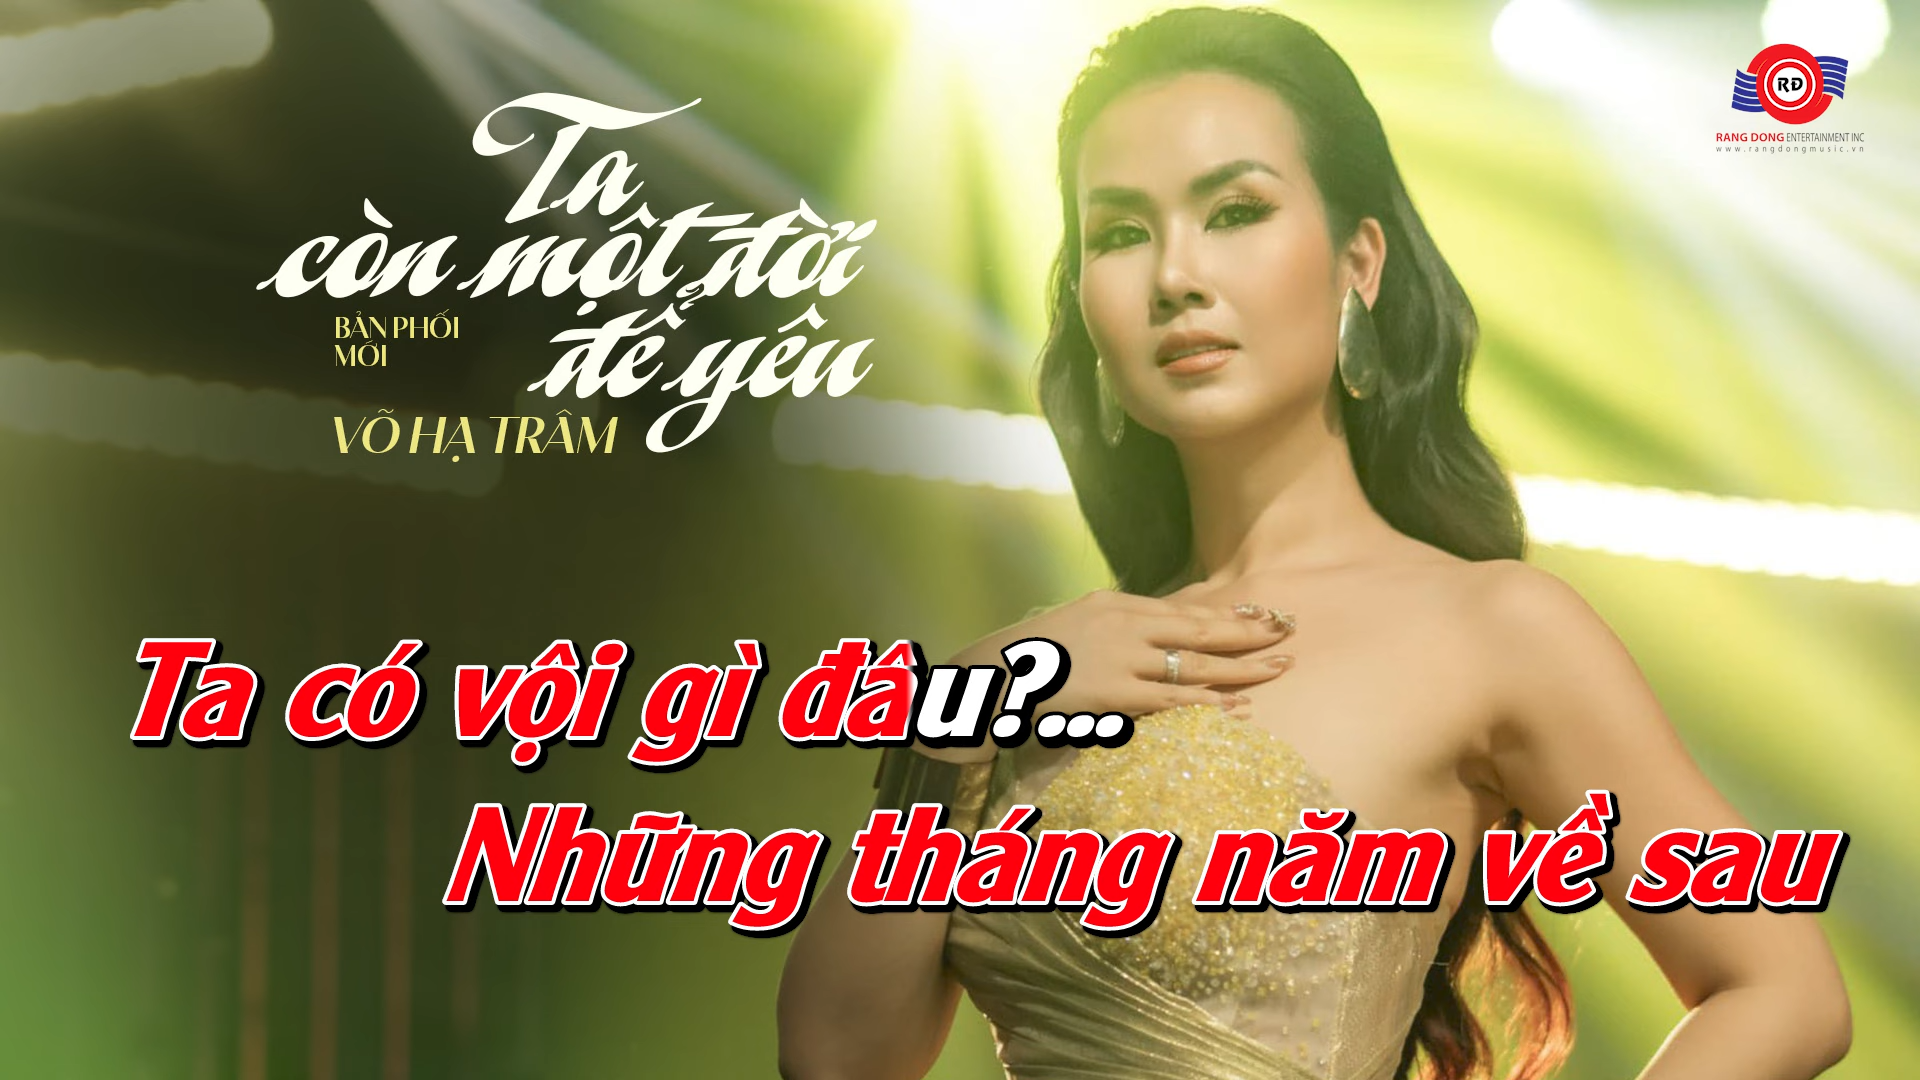 Ta
còn một đời
để yêu
BẢN PHỐI
MỚI
VÕ HẠ TRÂM
RD
RANG DONG ENTERTAINMENT INC
www.rangdongmusic.vn
Ta có vội gì đâu?...
Những tháng năm về sau